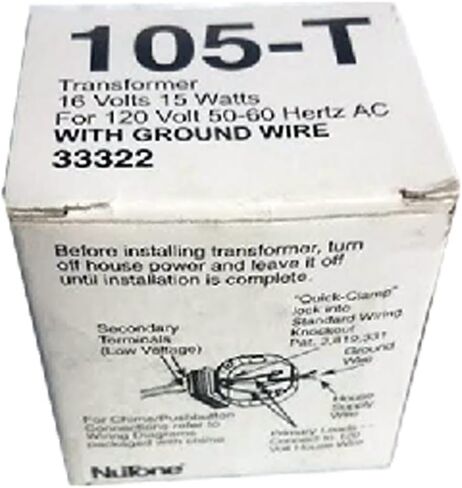 105-T
Transformer
16 Volts 15 Watts
For 120 Volt 50-60 Hertz AC
WITH GROUND WIRE
33322
Before installing transformer, turn
off house power and leave it off
until installation is complete.
"Quick-Clamp"
lock into
Standard Wiring
Knockout
Pat. 2,819,331
Secondary
Terminals
(Low Voltage)
Ground
Wire
House
Supply
Wire
For Chime/Pushbutton
Connections refer to
Wiring Diagrams
packaged with chime
Primary Leads
Connect to 120
Volt House Wire
NuTone